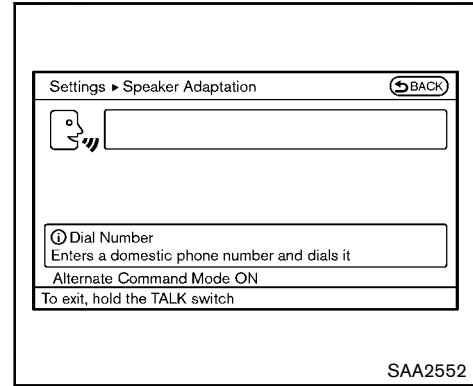 Settings ▸ Speaker Adaptation
BACK
Dial Number
Enters a domestic phone number and dials it
Alternate Command Mode ON
To exit, hold the TALK switch
SAA2552